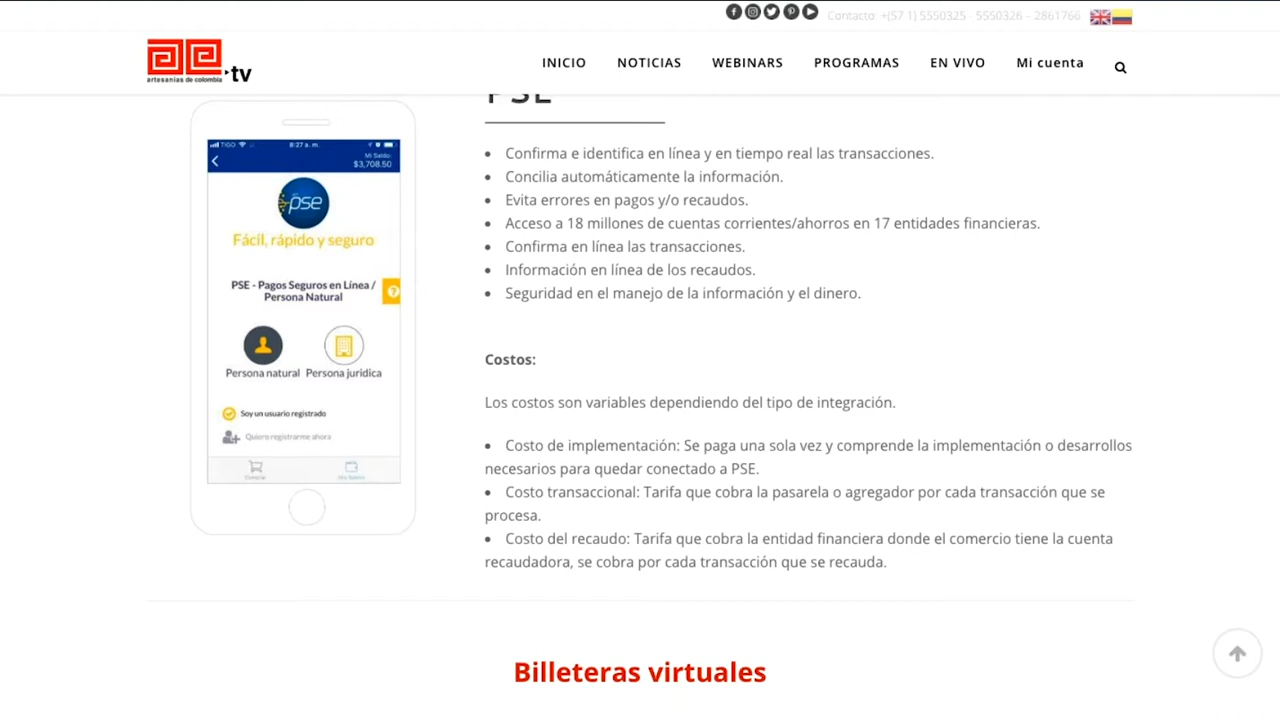 Contacto: +(57 1) 5550325 - 5550326 – 2861766
artesanías de colombia
.tv
INICIO NOTICIAS WEBINARS PROGRAMAS EN VIVO Mi cuenta
PSE
TIGO 8:27 a. m.
Mi Saldo:
$3,708.50
pse
Fácil, rápido y seguro
PSE - Pagos Seguros en Línea /
Persona Natural
?
Persona natural Persona juridica
Soy un usuario registrado
Quiero registrarme ahora
Comprar
• Confirma e identifica en línea y en tiempo real las transacciones.
• Concilia automáticamente la información.
• Evita errores en pagos y/o recaudos.
• Acceso a 18 millones de cuentas corrientes/ahorros en 17 entidades financieras.
• Confirma en línea las transacciones.
• Información en línea de los recaudos.
• Seguridad en el manejo de la información y el dinero.
Costos:
Los costos son variables dependiendo del tipo de integración.
• Costo de implementación: Se paga una sola vez y comprende la implementación o desarrollos
necesarios para quedar conectado a PSE.
• Costo transaccional: Tarifa que cobra la pasarela o agregador por cada transacción que se
procesa.
• Costo del recaudo: Tarifa que cobra la entidad financiera donde el comercio tiene la cuenta
recaudadora, se cobra por cada transacción que se recauda.
Billeteras virtuales